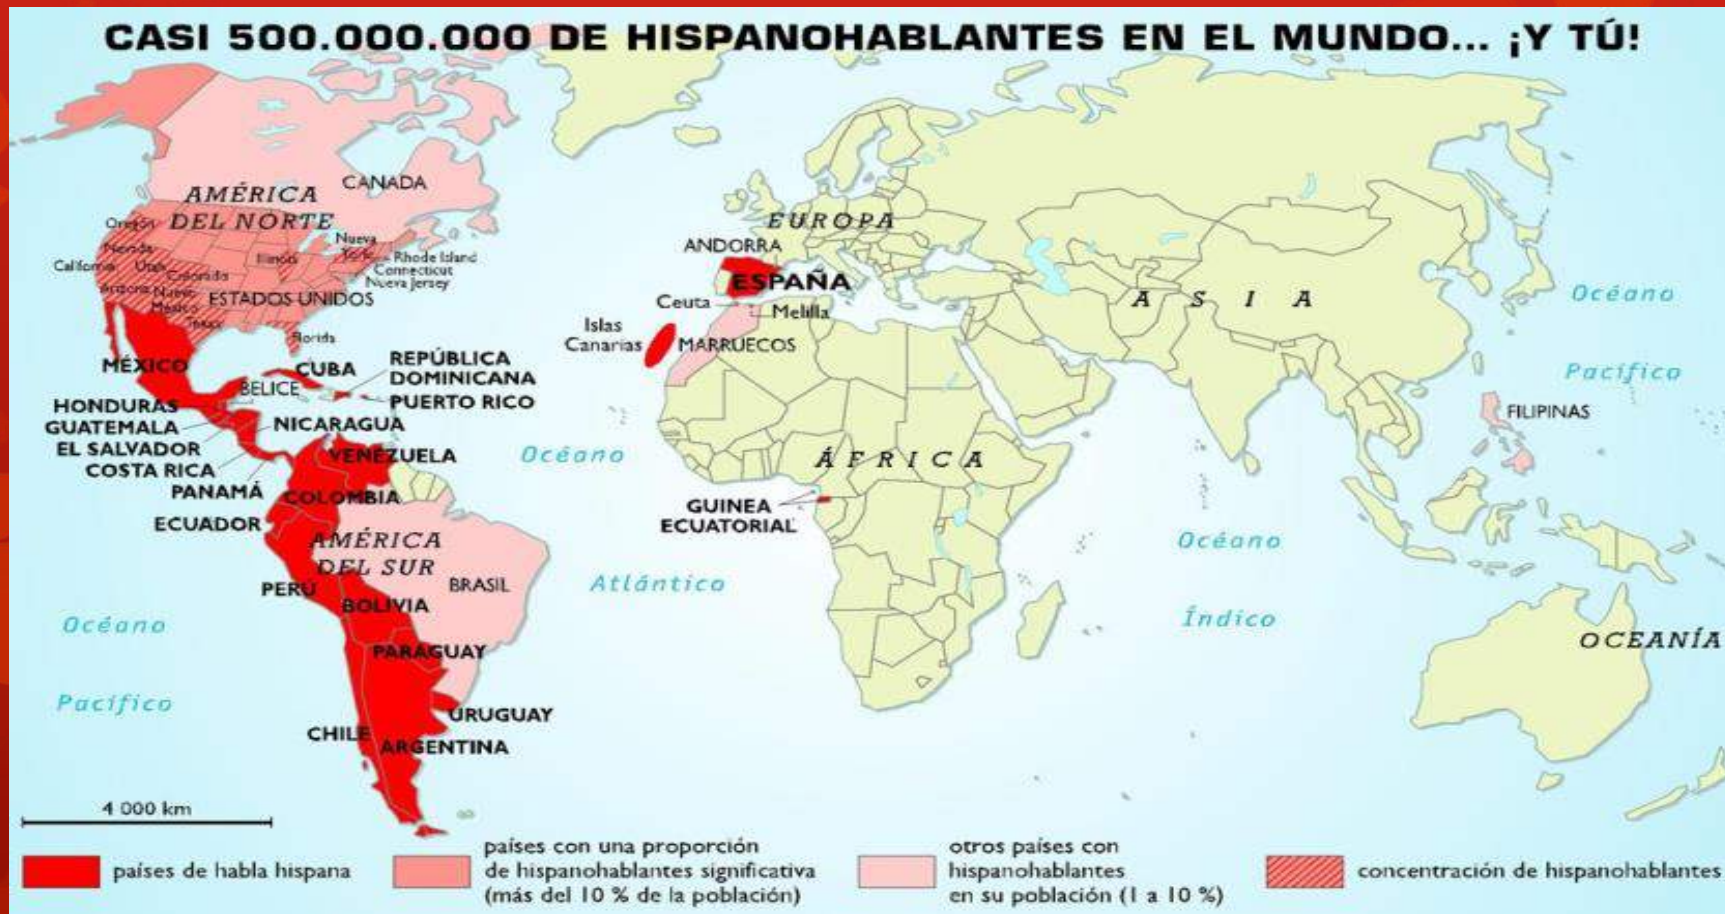 CASI 500.000.000 DE HISPANOHABLANTES EN EL MUNDO... ¡Y TÚ!
CANADA
AMÉRICA
DEL NORTE
Oregón
Nevada
California
Utah
Colorado
Illinois
Nueva
York
Rhode Island
Connecticut
Nueva Jersey
Arizona
Nuevo
México
Texas
ESTADOS UNIDOS
Florida
MÉXICO
CUBA
REPÚBLICA
DOMINICANA
BELICE
PUERTO RICO
HONDURAS
GUATEMALA
NICARAGUA
EL SALVADOR
COSTA RICA
VENEZUELA
PANAMÁ
COLOMBIA
ECUADOR
AMÉRICA
DEL SUR
PERÚ
BRASIL
BOLIVIA
PARAGUAY
URUGUAY
CHILE
ARGENTINA
EUROPA
ANDORRA
ESPAÑA
Ceuta
Melilla
Islas
Canarias
MARRUECOS
ÁFRICA
GUINEA
ECUATORIAL
ASIA
FILIPINAS
OCEANÍA
Océano
Pacífico
Océano
Atlántico
Océano
Índico
Océano
Pacífico
4 000 km
países de habla hispana
países con una proporción
de hispanohablantes significativa
(más del 10 % de la población)
otros países con
hispanohablantes
en su población (1 a 10 %)
concentración de hispanohablantes